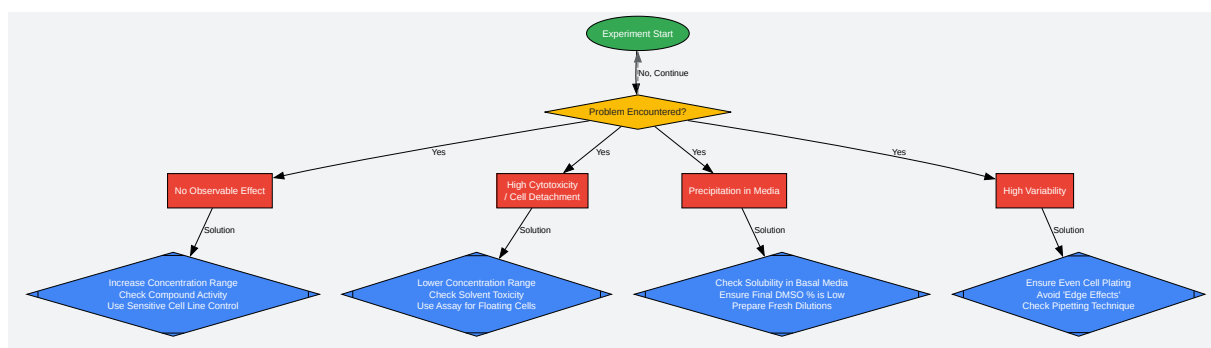 Experiment Start
No, Continue
Problem Encountered?
Yes
Yes
Yes
Yes
No Observable Effect
High Cytotoxicity
/ Cell Detachment
Precipitation in Media
High Variability
Solution
Solution
Solution
Solution
Increase Concentration Range
Check Compound Activity
Use Sensitive Cell Line Control
Lower Concentration Range
Check Solvent Toxicity
Use Assay for Floating Cells
Check Solubility in Basal Media
Ensure Final DMSO % is Low
Prepare Fresh Dilutions
Ensure Even Cell Plating
Avoid 'Edge Effects'
Check Pipetting Technique